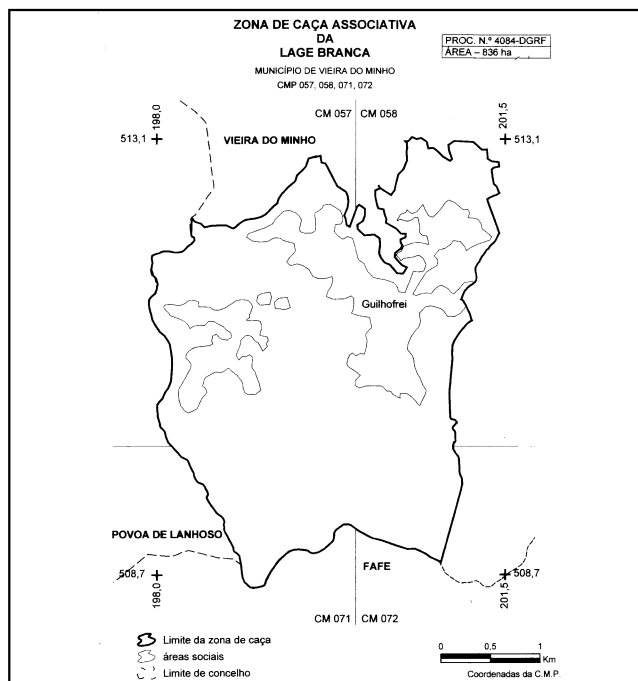 ZONA DE CAÇA ASSOCIATIVA
DA
LAGE BRANCA
PROC. N.º 4084-DGRF
ÁREA – 836 ha
MUNICÍPIO DE VIEIRA DO MINHO
CMP 057, 058, 071, 072
198,0
CM 057
CM 058
201,5
513,1
VIEIRA DO MINHO
513,1
Guilhofrei
POVOA DE LANHOSO
FAFE
508,7
508,7
198,0
201,5
CM 071
CM 072
Limite da zona de caça
áreas sociais
Limite de concelho
0 0,5 1
Km
Coordenadas da C.M.P.